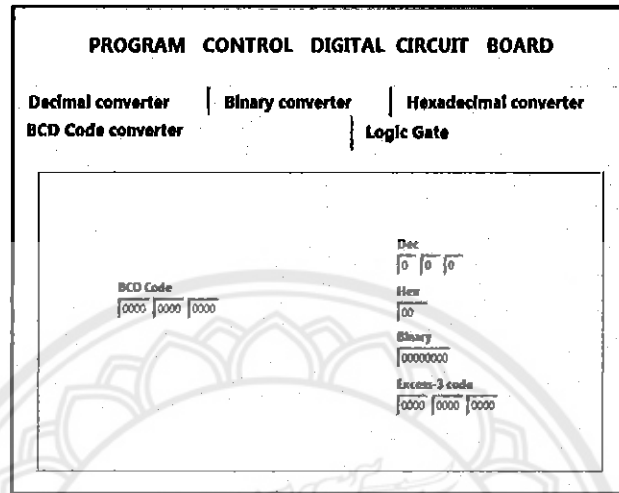 PROGRAM CONTROL DIGITAL CIRCUIT BOARD
Decimal converter Binary converter Hexadecimal converter
BCD Code converter Logic Gate
Dec
0 0 0
BCD Code
0000 0000 0000
Hex
00
Binary
00000000
Excess-3 code
0000 0000 0000